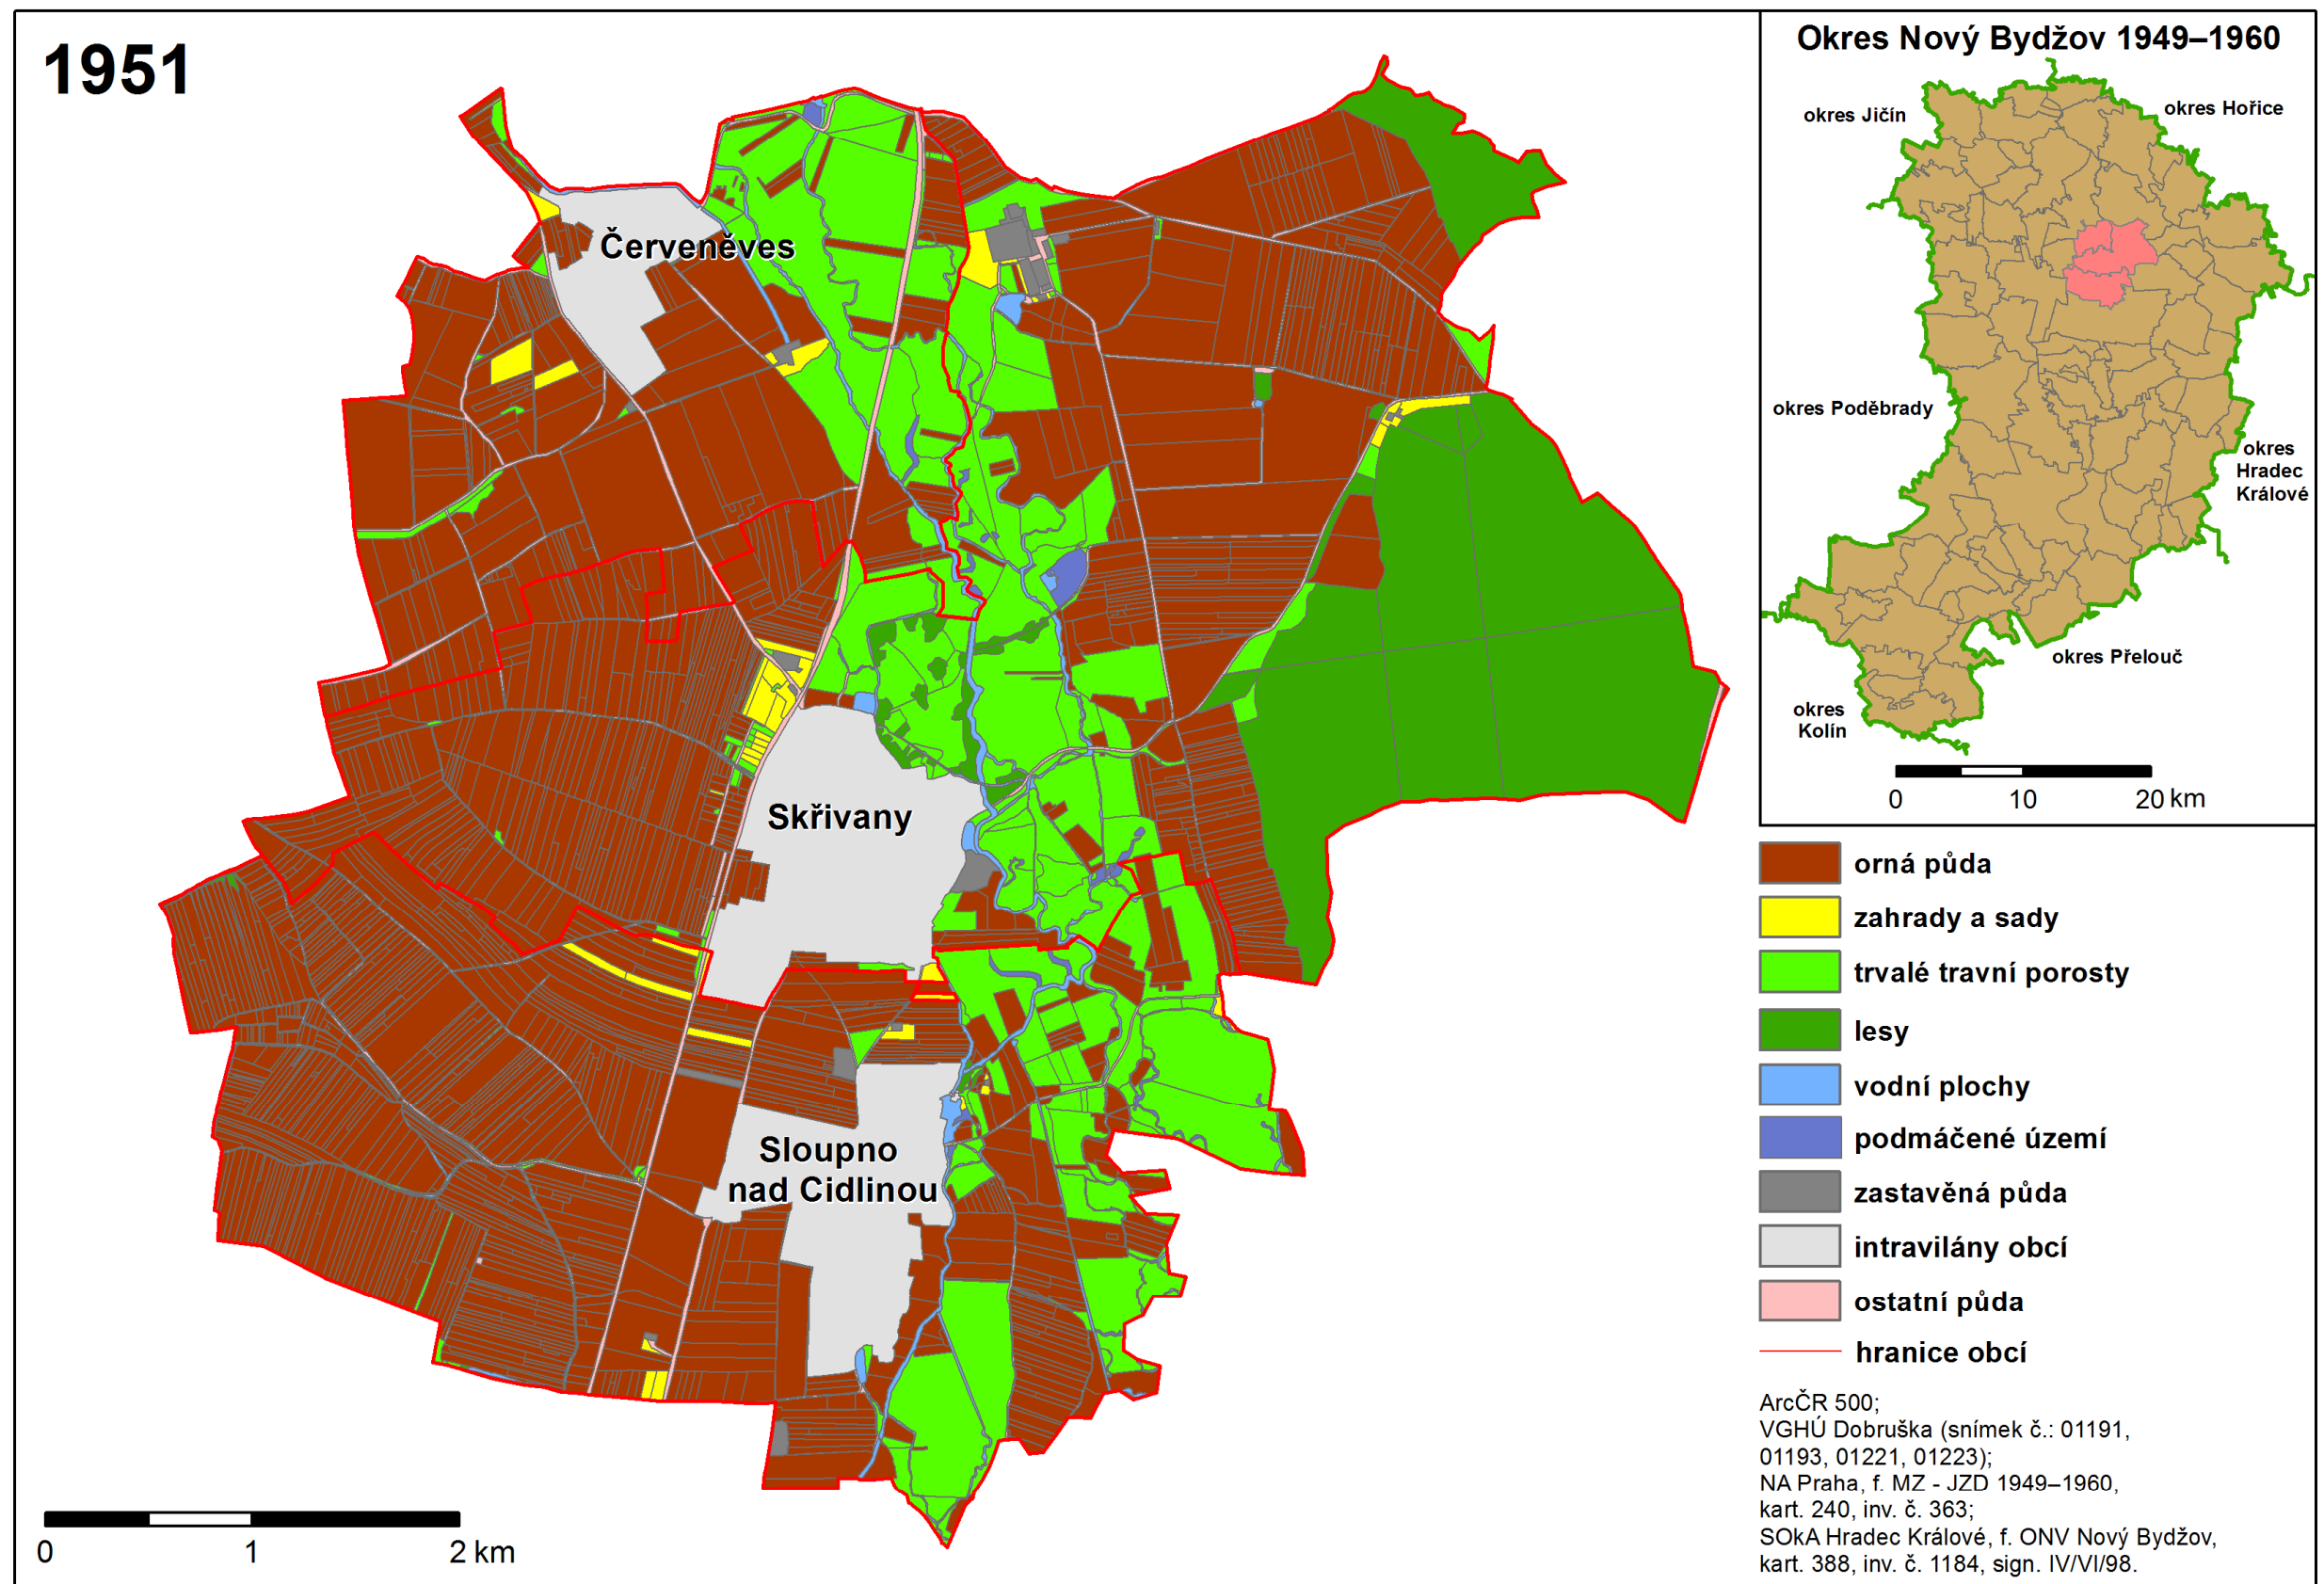 1951
Okres Nový Bydžov 1949–1960
okres Jičín
okres Hořice
okres Poděbrady
okres
Hradec
Králové
okres Přelouč
okres
Kolín
0 10 20 km
Červeněves
Skřivany
Sloupno
nad Cidlinou
orná půda
zahrady a sady
trvalé travní porosty
lesy
vodní plochy
podmáčené území
zastavěná půda
intravilány obcí
ostatní půda
hranice obcí
ArcČR 500;
VGHÚ Dobruška (snímek č.: 01191,
01193, 01221, 01223);
NA Praha, f. MZ - JZD 1949–1960,
kart. 240, inv. č. 363;
SOkA Hradec Králové, f. ONV Nový Bydžov,
kart. 388, inv. č. 1184, sign. IV/VI/98.
0 1 2 km